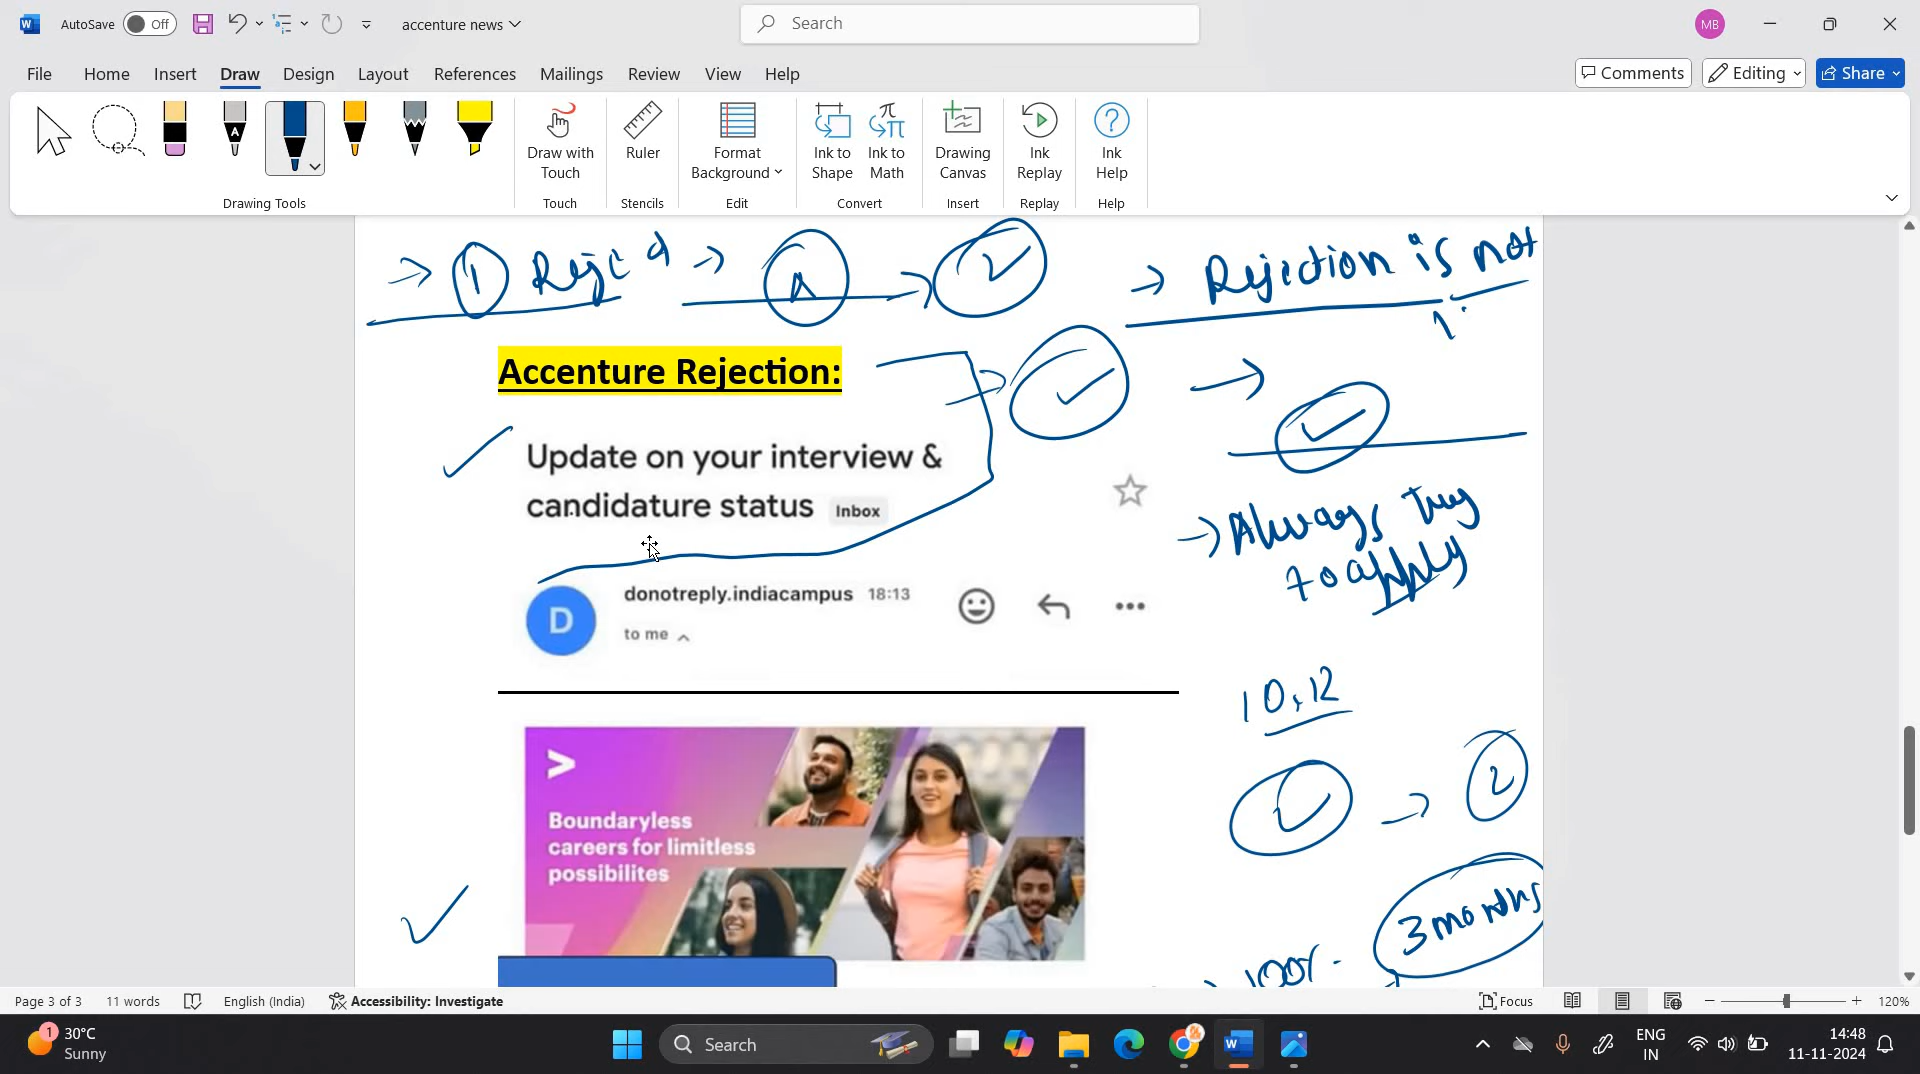 AutoSave Off accenture news Search MB
File Home Insert Draw Design Layout References Mailings Review View Help Comments Editing Share
A
Draw with Touch
Ruler
Format Background
Ink to Shape
Ink to Math
Drawing Canvas
Ink Replay
Ink Help
Drawing Tools Touch Stencils Edit Convert Insert Replay Help
→ 1 → → → Rejection is not
Accenture Rejection:
Update on your interview &
candidature status Inbox
→ Always try
to apply
D donotreply.indiacampus 18:13
to me
10, 12
Boundaryless
careers for limitless
possibilites
→ 2
3 months
100%
Page 3 of 3 11 words English (India) Accessibility: Investigate Focus 120%
1 30°C
Sunny
Search
ENG
IN
14:48
11-11-2024